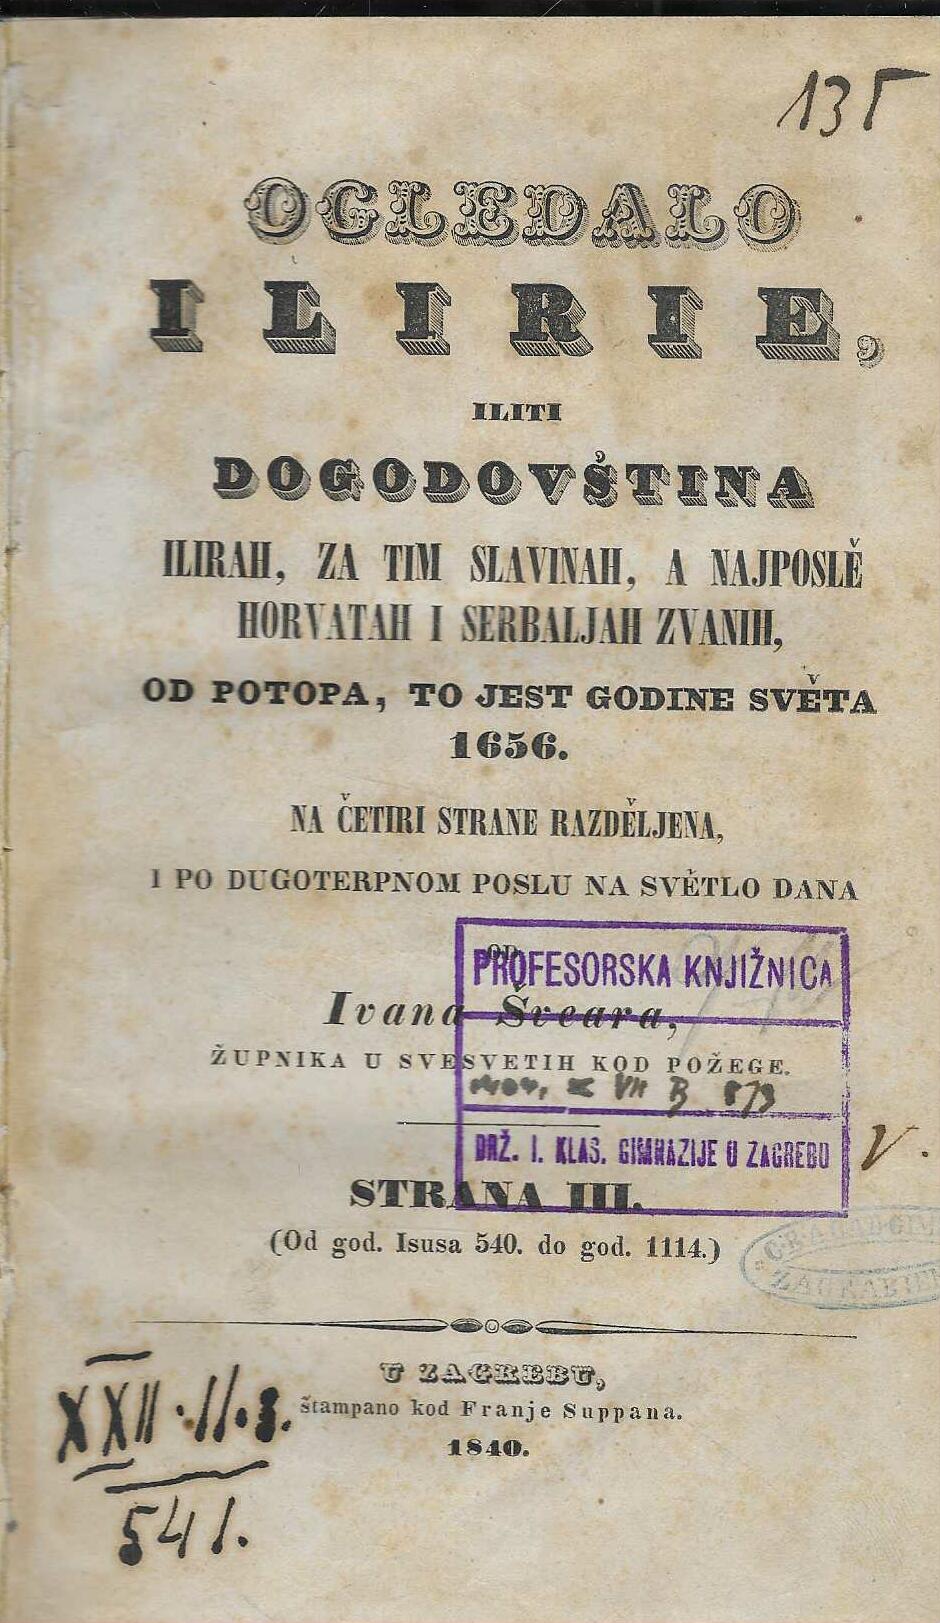 135
OGLEDALO
ILIRIE,
ILITI
DOGODOVŠTINA
ILIRAH, ZA TIM SLAVINAH, A NAJPOSLĚ
HORVATAH I SERBALJAH ZVANIH,
OD POTOPA, TO JEST GODINE SVĚTA
1656.
NA ČETIRI STRANE RAZDĚLJENA,
I PO DUGOTERPNOM POSLU NA SVĚTLO DANA
OD
PROFESORSKA KNJIŽNICA
Ivana Švear​a,
ŽUPNIKA U SVESVETIH KOD POŽEGE.
VII B 873
DRŽ. I. KLAS. GIMNAZIJE U ZAGREBU
V.
STRANA III.
(Od god. Isusa 540. do god. 1114.)
U ZAGREBU,
štampano kod Franje Suppana.
1840.
XXII.11.3.
541.